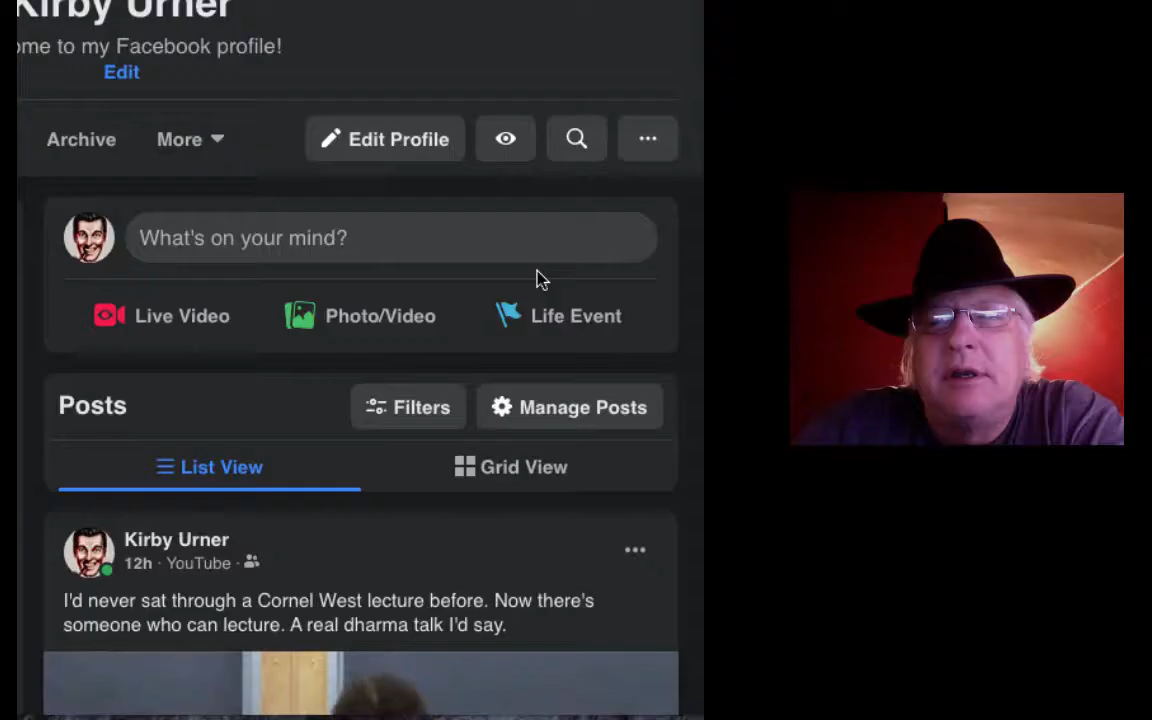 Kirby Urner
ome to my Facebook profile!
Edit
Archive
More
Edit Profile
What's on your mind?
Live Video
Photo/Video
Life Event
Posts
Filters
Manage Posts
List View
Grid View
Kirby Urner
12h · YouTube ·
I'd never sat through a Cornel West lecture before. Now there's
someone who can lecture. A real dharma talk I'd say.